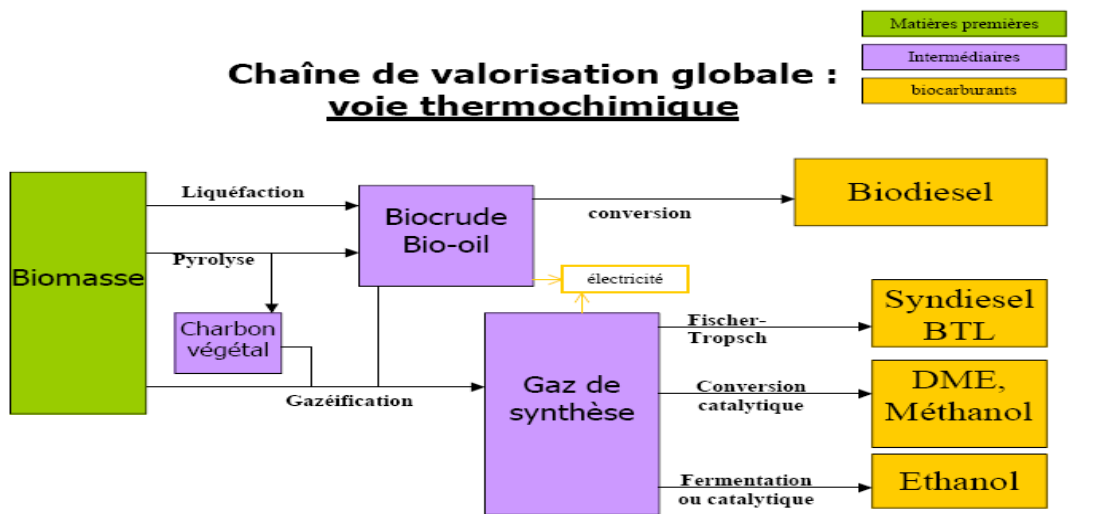 Matières premières
Intermédiaires
biocarburants
Chaîne de valorisation globale :
voie thermochimique
Biomasse
Liquéfaction
Pyrolyse
Charbon
végétal
Gazéification
Biocrude
Bio-oil
conversion
Biodiesel
électricité
Gaz de
synthèse
Fischer-
Tropsch
Syndiesel
BTL
Conversion
catalytique
DME,
Méthanol
Fermentation
ou catalytique
Ethanol